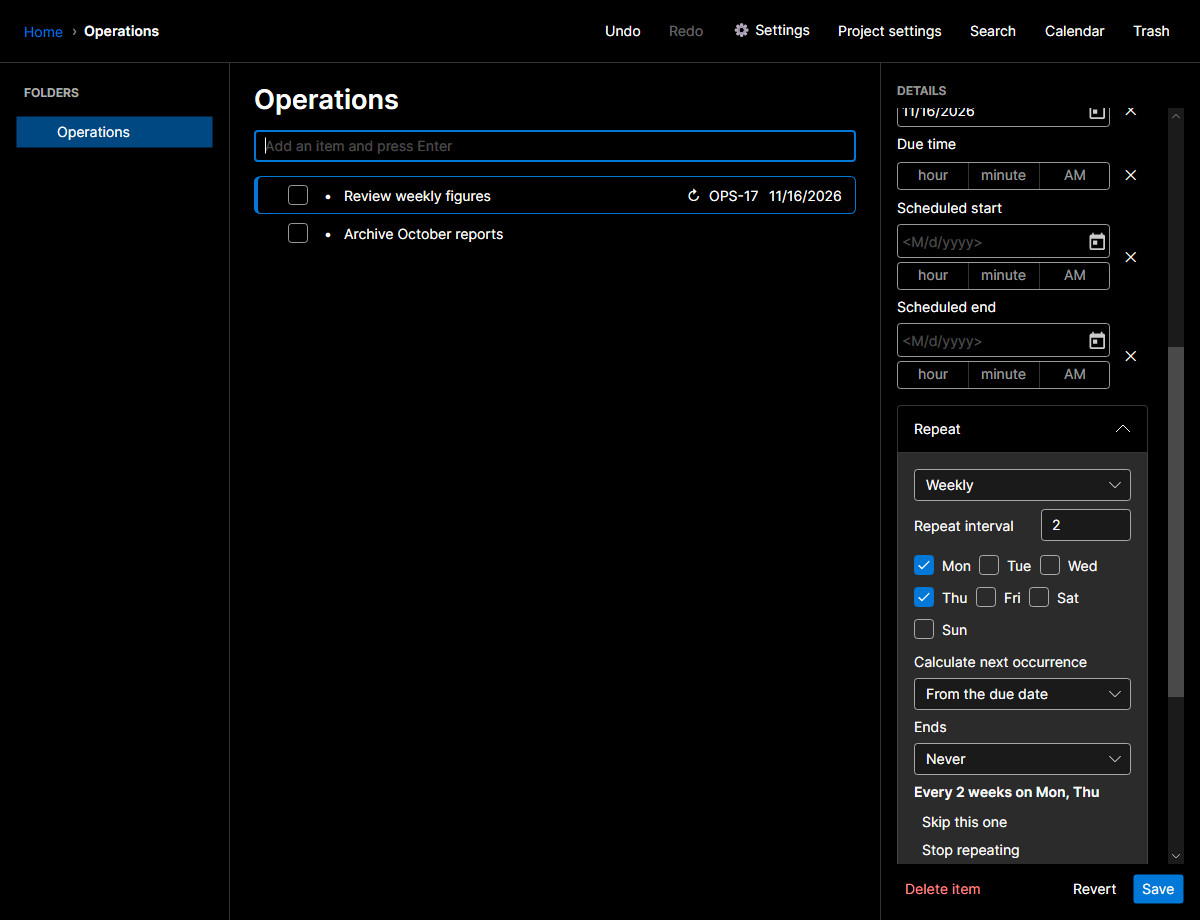 Home › Operations
Undo Redo Settings Project settings Search Calendar Trash
FOLDERS
Operations
Operations
Add an item and press Enter
Review weekly figures OPS-17 11/16/2026
Archive October reports
DETAILS
11/16/2026
Due time
hour minute AM
Scheduled start
<M/d/yyyy>
hour minute AM
Scheduled end
<M/d/yyyy>
hour minute AM
Repeat
Weekly
Repeat interval 2
Mon Tue Wed
Thu Fri Sat
Sun
Calculate next occurrence
From the due date
Ends
Never
Every 2 weeks on Mon, Thu
Skip this one
Stop repeating
Delete item Revert Save